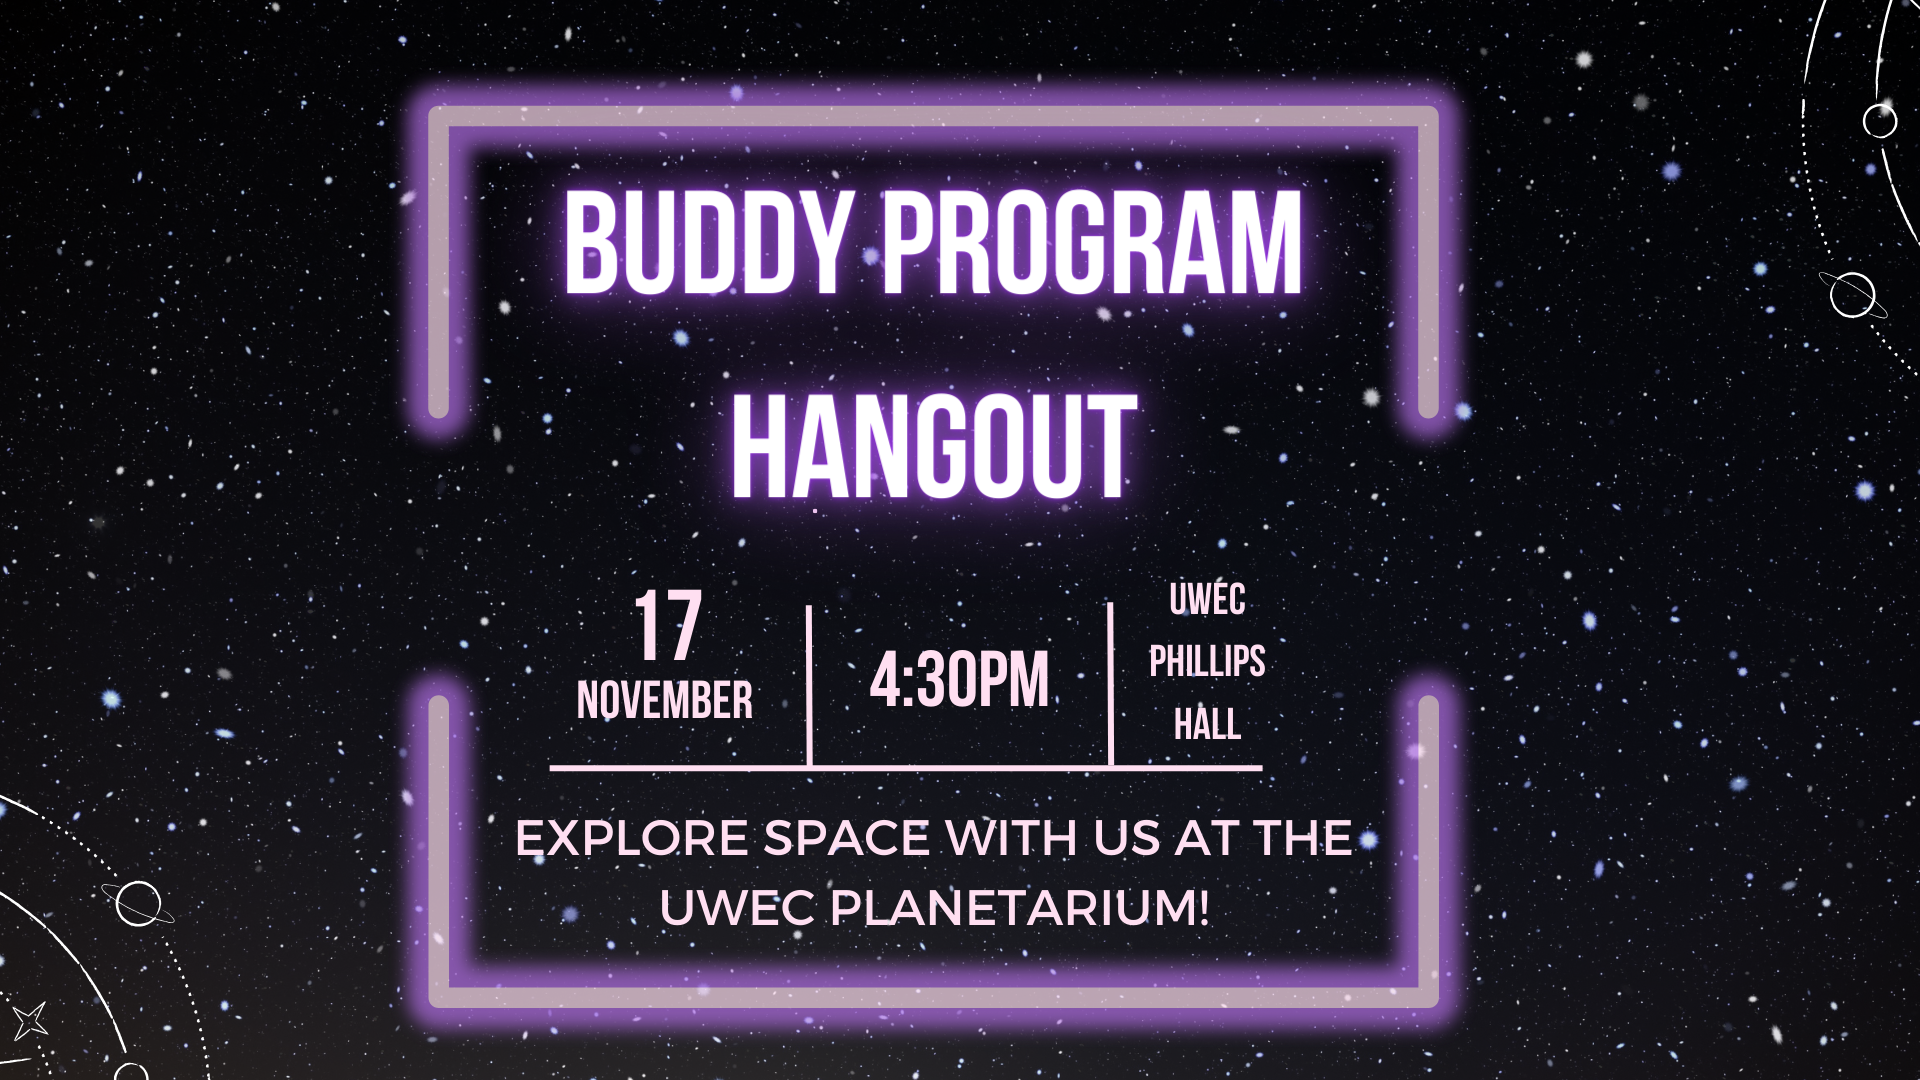 BUDDY PROGRAM
HANGOUT
17
NOVEMBER
4:30PM
UWEC
PHILLIPS
HALL
EXPLORE SPACE WITH US AT THE
UWEC PLANETARIUM!